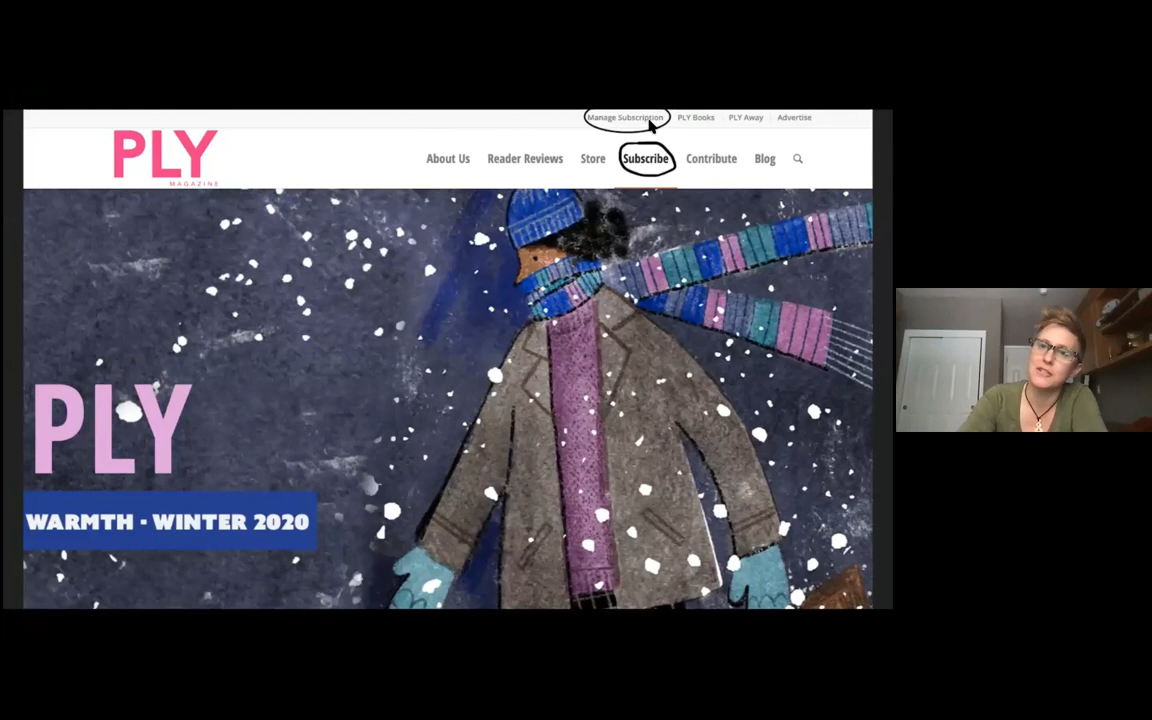 Manage Subscription PLY Books PLY Away Advertise
PLY
MAGAZINE
About Us Reader Reviews Store Subscribe Contribute Blog
PLY
WARMTH - WINTER 2020